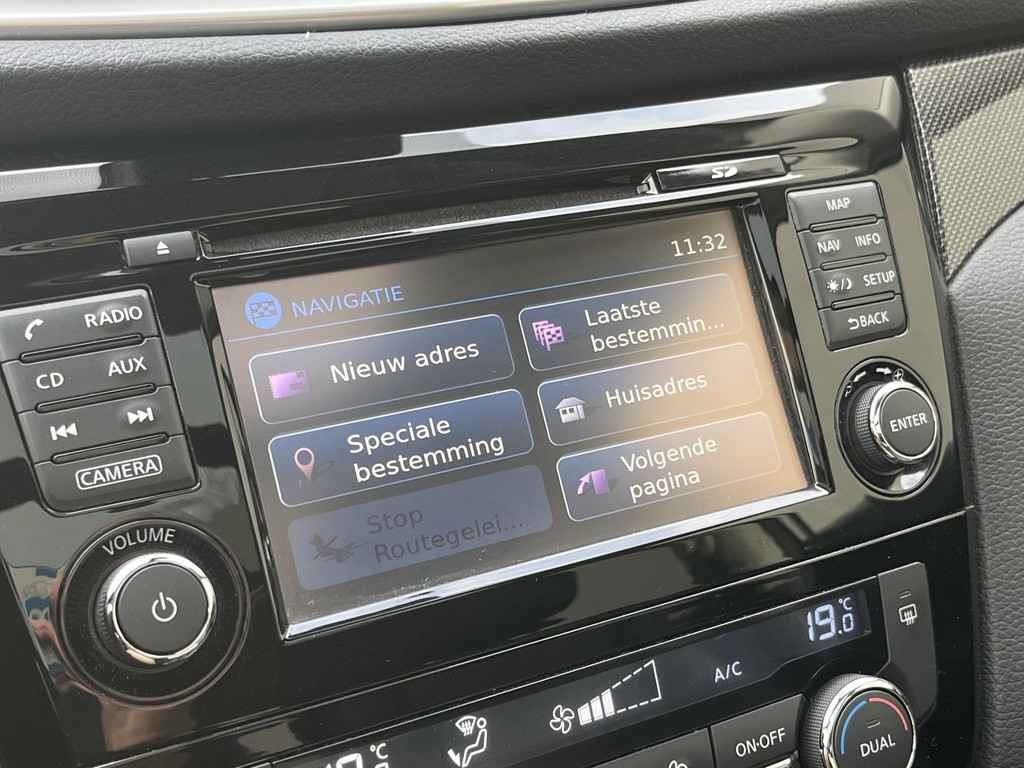 SD
MAP
NAV INFO
SETUP
BACK
RADIO
CD AUX
CAMERA
VOLUME
11:32
NAVIGATIE
Nieuw adres
Laatste
bestemmin...
Speciale
bestemming
Huisadres
Stop
Routegelei...
Volgende
pagina
ENTER
19.0 °C
A/C
°C
ON·OFF
DUAL